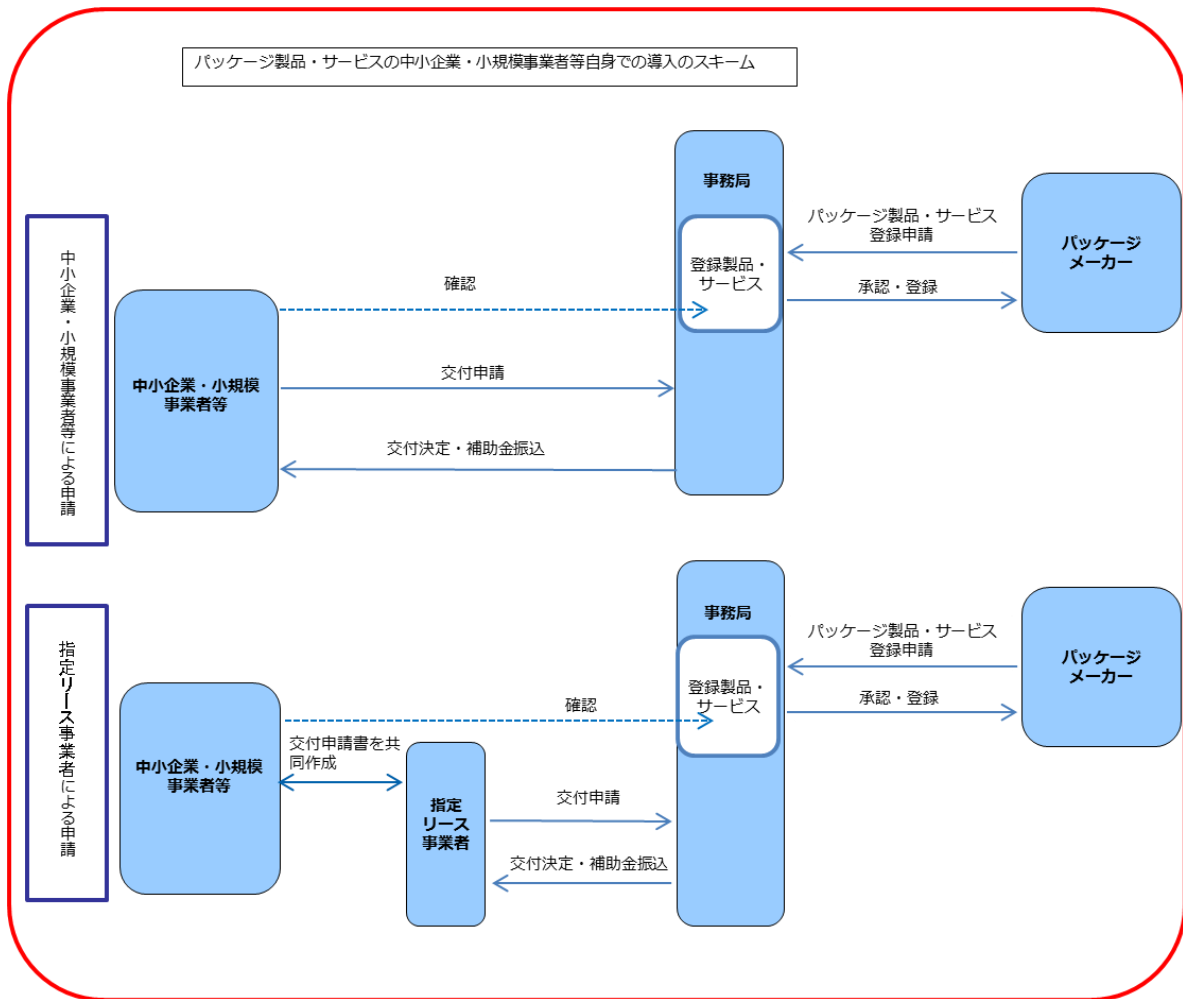 パッケージ製品・サービスの中小企業・小規模事業者等自身での導入のスキーム
中小企業・小規模事業者等による申請
中小企業・小規模
事業者等
確認
交付申請
交付決定・補助金振込
事務局
登録製品・
サービス
パッケージ製品・サービス
登録申請
承認・登録
パッケージ
メーカー
指定リース事業者による申請
中小企業・小規模
事業者等
確認
交付申請書を共
同作成
指定
リース
事業者
交付申請
交付決定・補助金振込
事務局
登録製品・
サービス
パッケージ製品・サービス
登録申請
承認・登録
パッケージ
メーカー